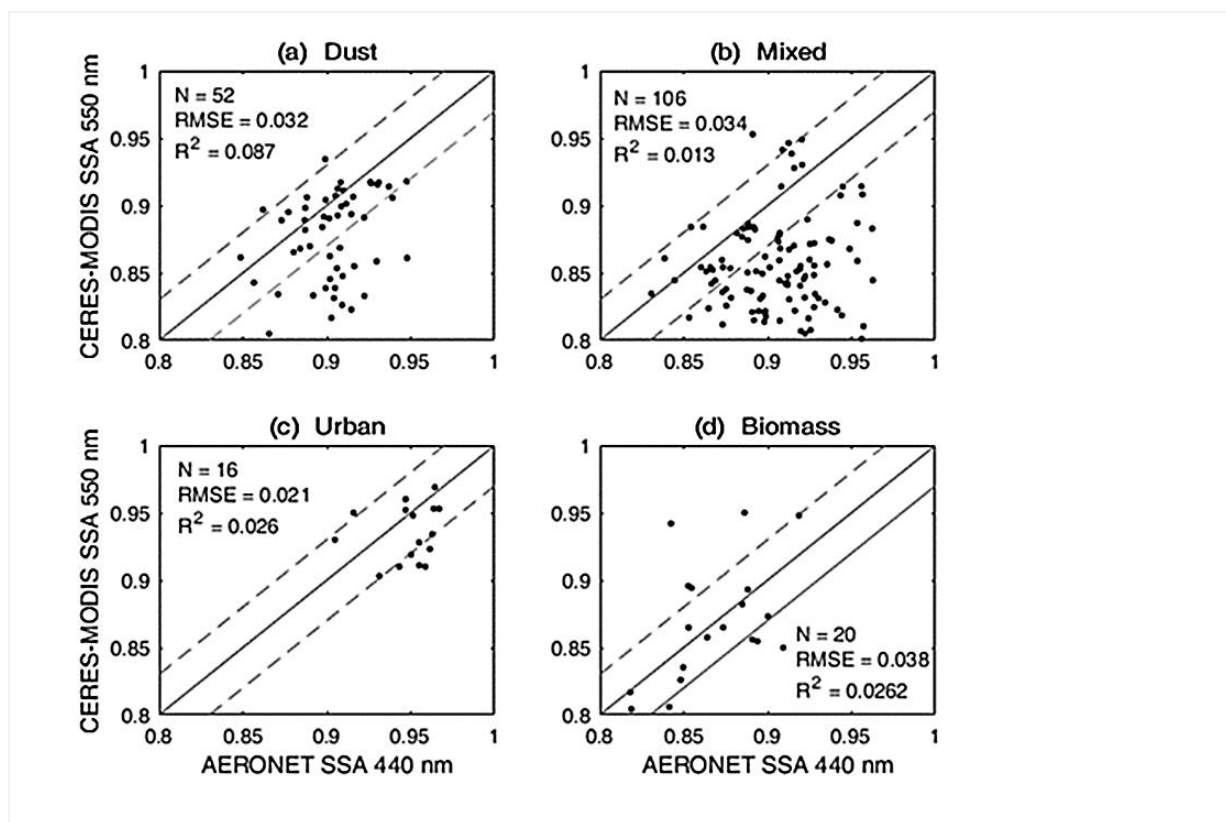 (a) Dust
CERES-MODIS SSA 550 nm
1
0.95
0.9
0.85
0.8
N = 52
RMSE = 0.032
R² = 0.087
0.8 0.85 0.9 0.95 1
(b) Mixed
1
0.95
0.9
0.85
0.8
N = 106
RMSE = 0.034
R² = 0.013
0.8 0.85 0.9 0.95 1
(c) Urban
CERES-MODIS SSA 550 nm
1
0.95
0.9
0.85
0.8
N = 16
RMSE = 0.021
R² = 0.026
0.8 0.85 0.9 0.95 1
AERONET SSA 440 nm
(d) Biomass
1
0.95
0.9
0.85
0.8
N = 20
RMSE = 0.038
R² = 0.0262
0.8 0.85 0.9 0.95 1
AERONET SSA 440 nm